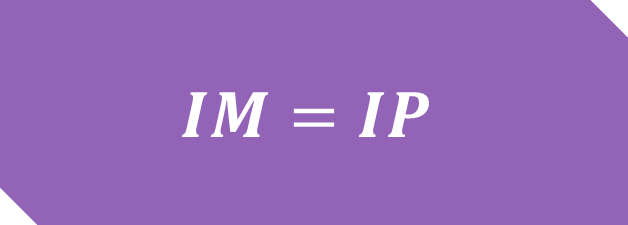 IM = IP